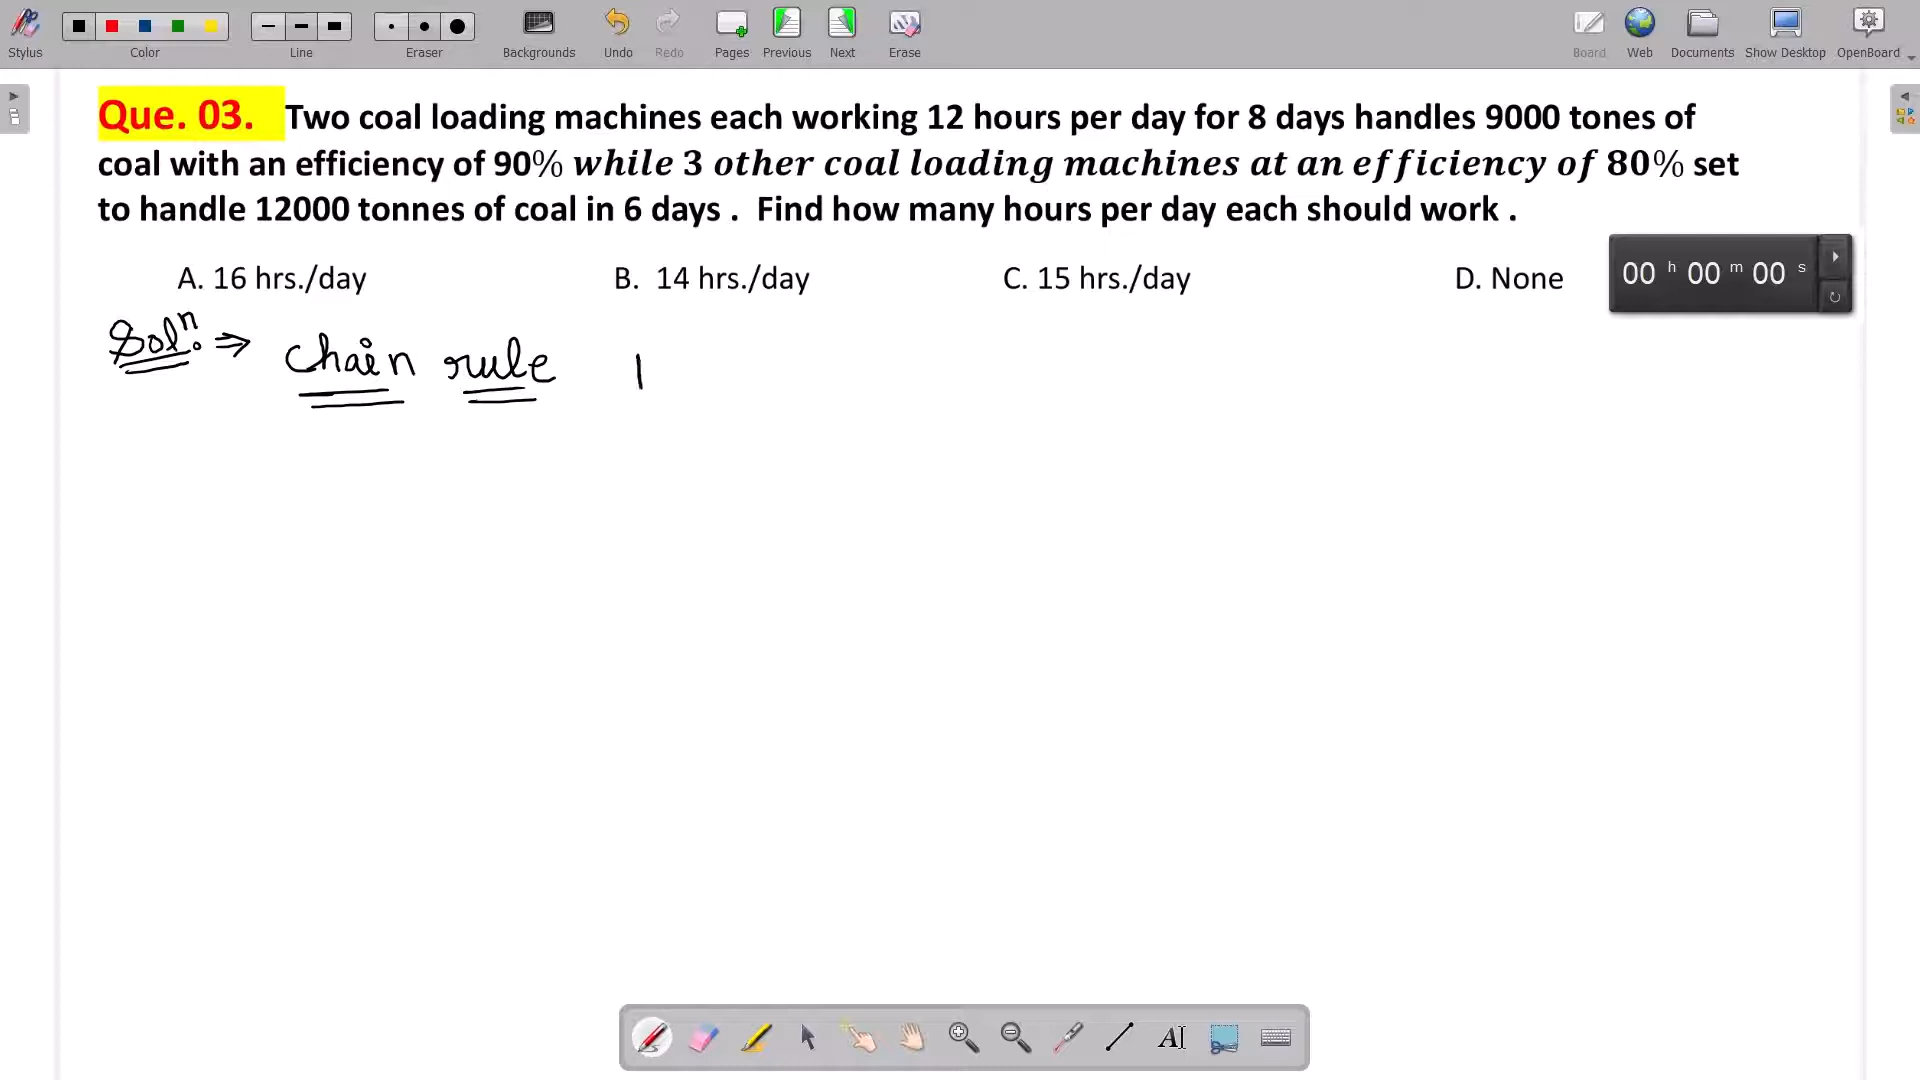 Stylus Color Line Eraser Backgrounds Undo Redo Pages Previous Next Erase Board Web Documents Show Desktop OpenBoard
Que. 03. Two coal loading machines each working 12 hours per day for 8 days handles 9000 tones of
coal with an efficiency of 90% while 3 other coal loading machines at an efficiency of 80% set
to handle 12000 tonnes of coal in 6 days . Find how many hours per day each should work .
A. 16 hrs./day B. 14 hrs./day C. 15 hrs./day D. None
00 h 00 m 00 s
Solⁿ. ⇒ Chain rule